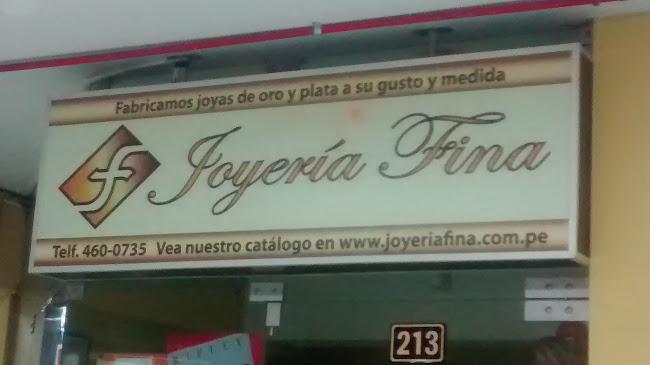 Fabricamos joyas de oro y plata a su gusto y medida
Joyería Fina
Telf. 460-0735 Vea nuestro catálogo en www.joyeriafina.com.pe
213